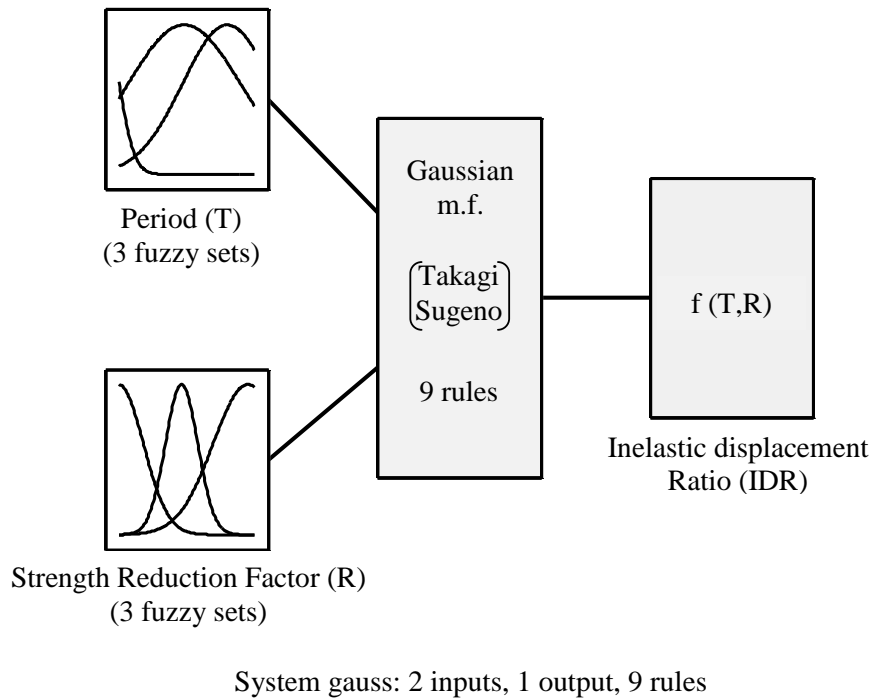 Period (T)
(3 fuzzy sets)
Strength Reduction Factor (R)
(3 fuzzy sets)
Gaussian
m.f.
Takagi
Sugeno
9 rules
f (T,R)
Inelastic displacement
Ratio (IDR)
System gauss: 2 inputs, 1 output, 9 rules